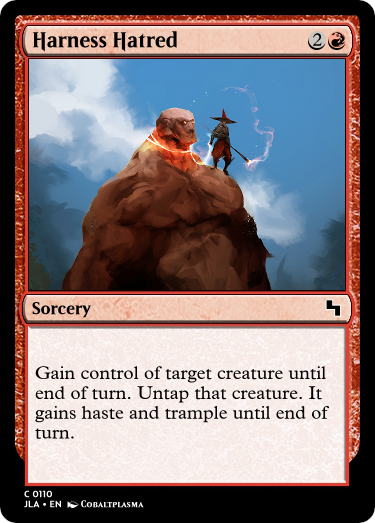 Harness Hatred 2
Sorcery
Gain control of target creature until
end of turn. Untap that creature. It
gains haste and trample until end of
turn.
C 0110
JLA • EN Cobaltplasma